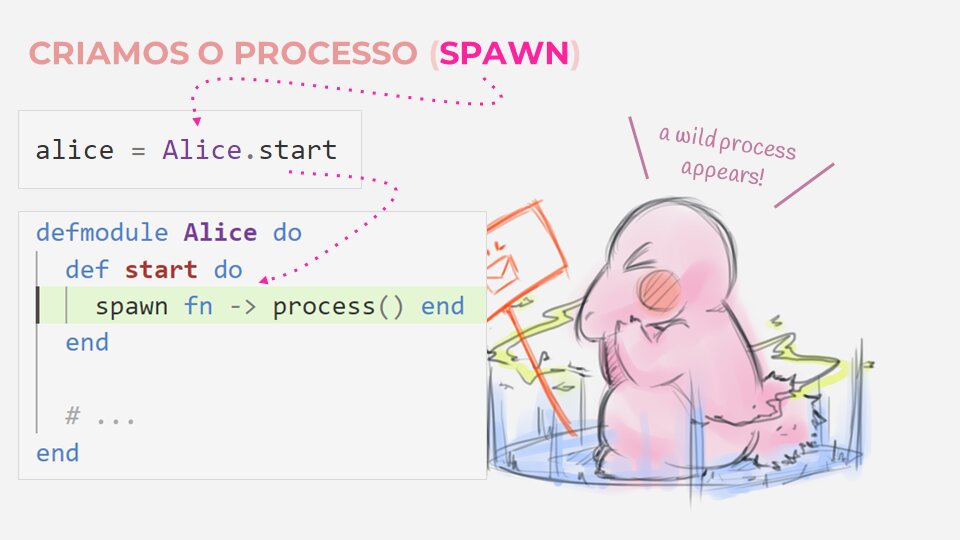 CRIAMOS O PROCESSO (SPAWN)
alice = Alice.start
defmodule Alice do
def start do
spawn fn -> process() end
end
# ...
end
a wild process
appears!